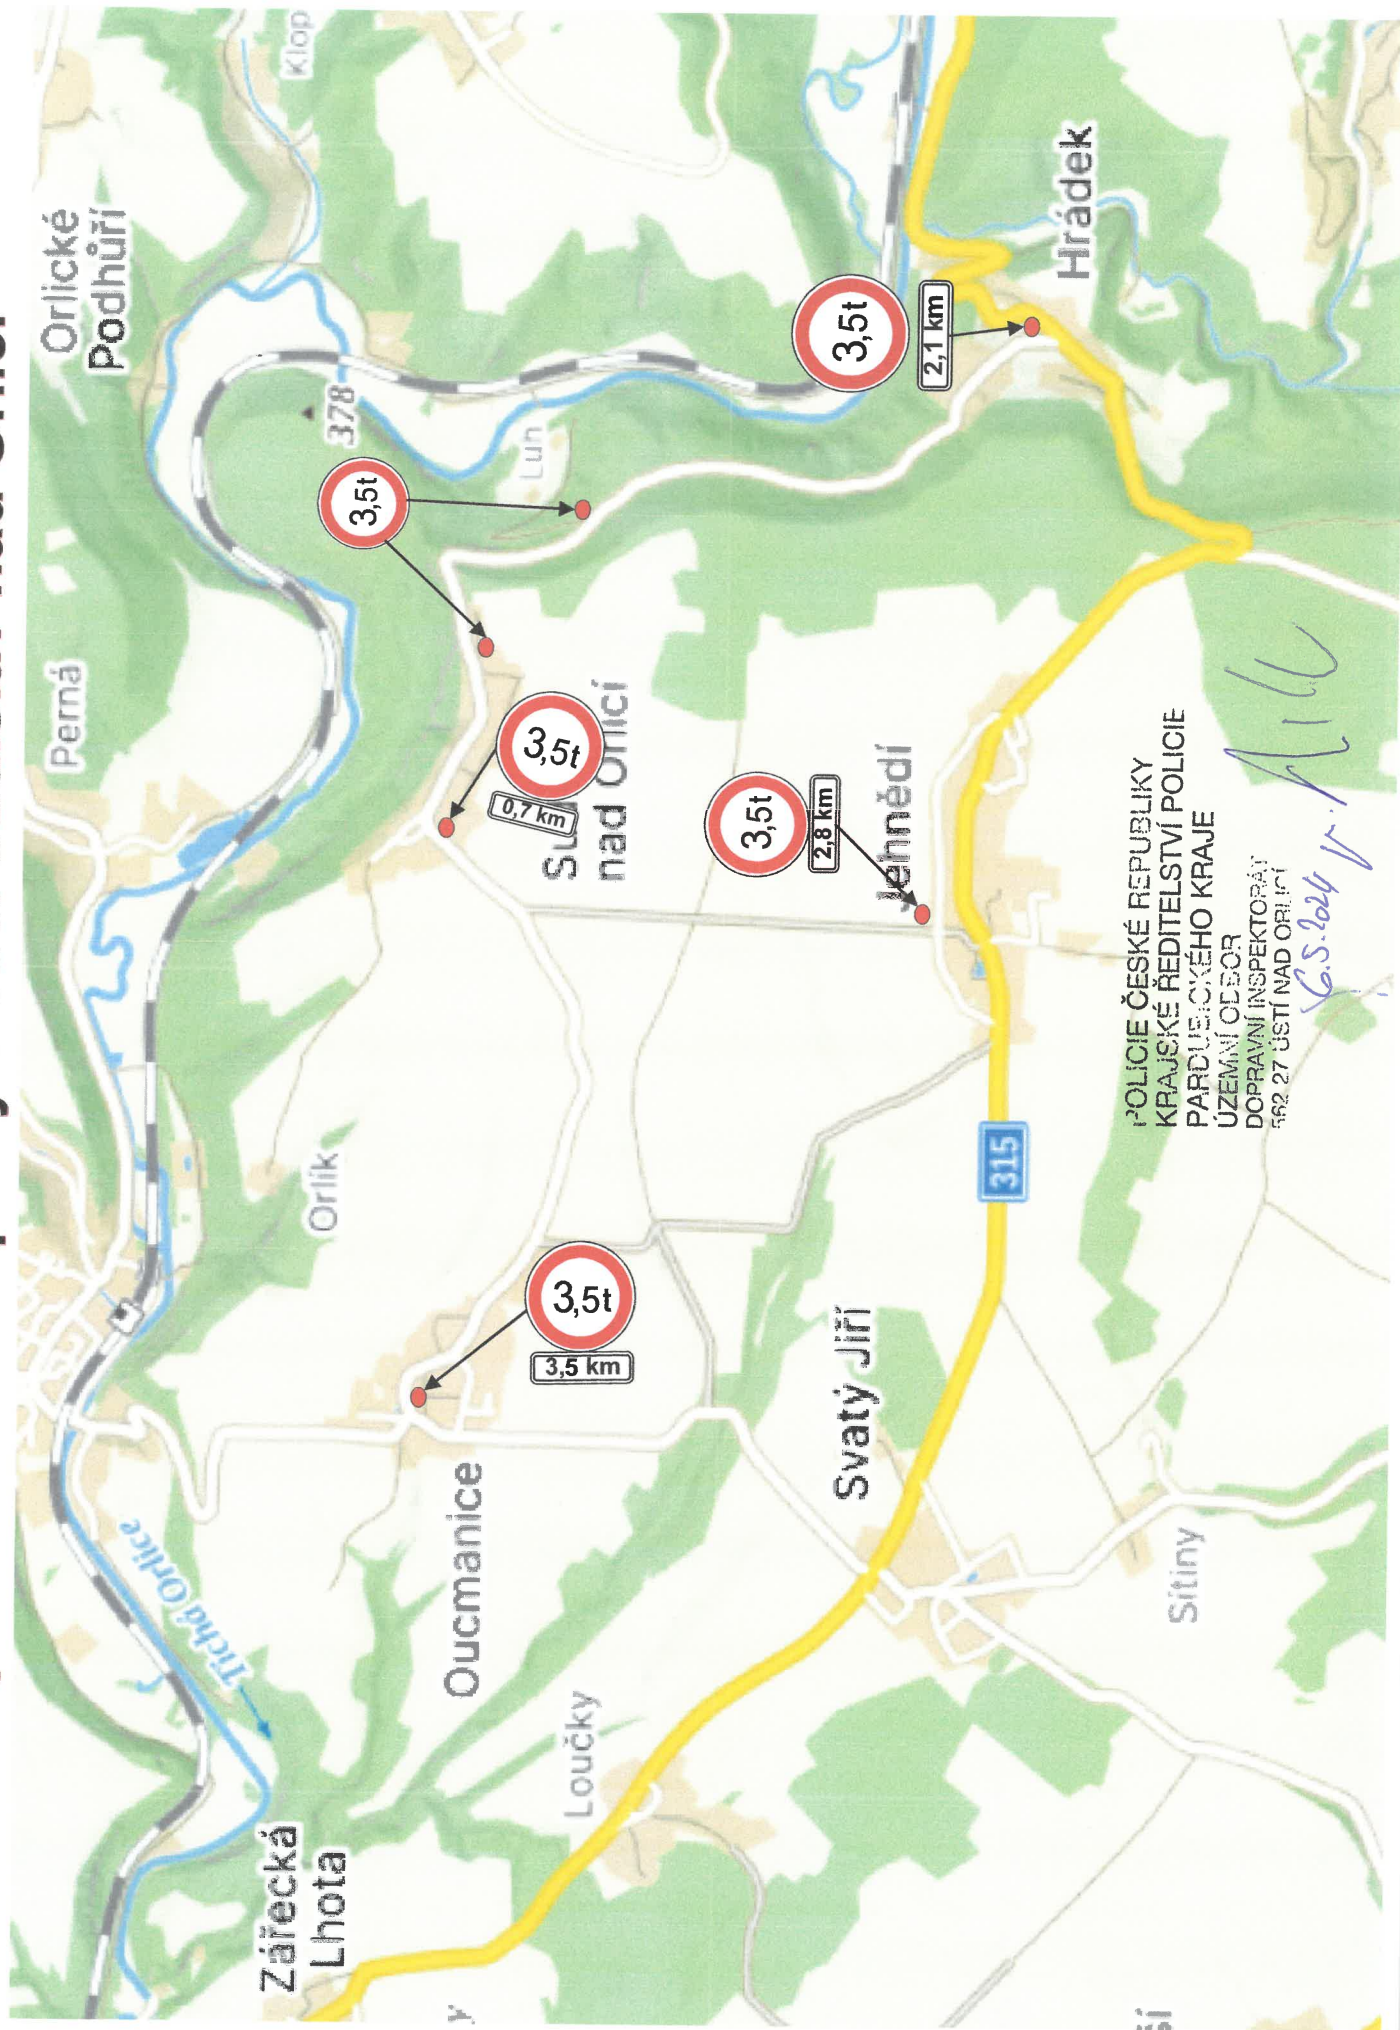 Zářecká
Lhota
Tichá Orlice
Perná
Orlické
Podhůří
Klop
378
3,5t
Luh
Orlík
Oucmanice
3,5t
3,5 km
3,5t
0,7 km
nad Orlicí
3,5t
2,8 km
Jehnědí
3,5t
2,1 km
Hrádek
Loučky
Svatý Jiří
315
Sítiny
POLICIE ČESKÉ REPUBLIKY
KRAJSKÉ ŘEDITELSTVÍ POLICIE
PARDUBICKÉHO KRAJE
ÚZEMNÍ ODBOR
DOPRAVNÍ INSPEKTORÁT
562 27 ÚSTÍ NAD ORLICÍ
6.5.2024